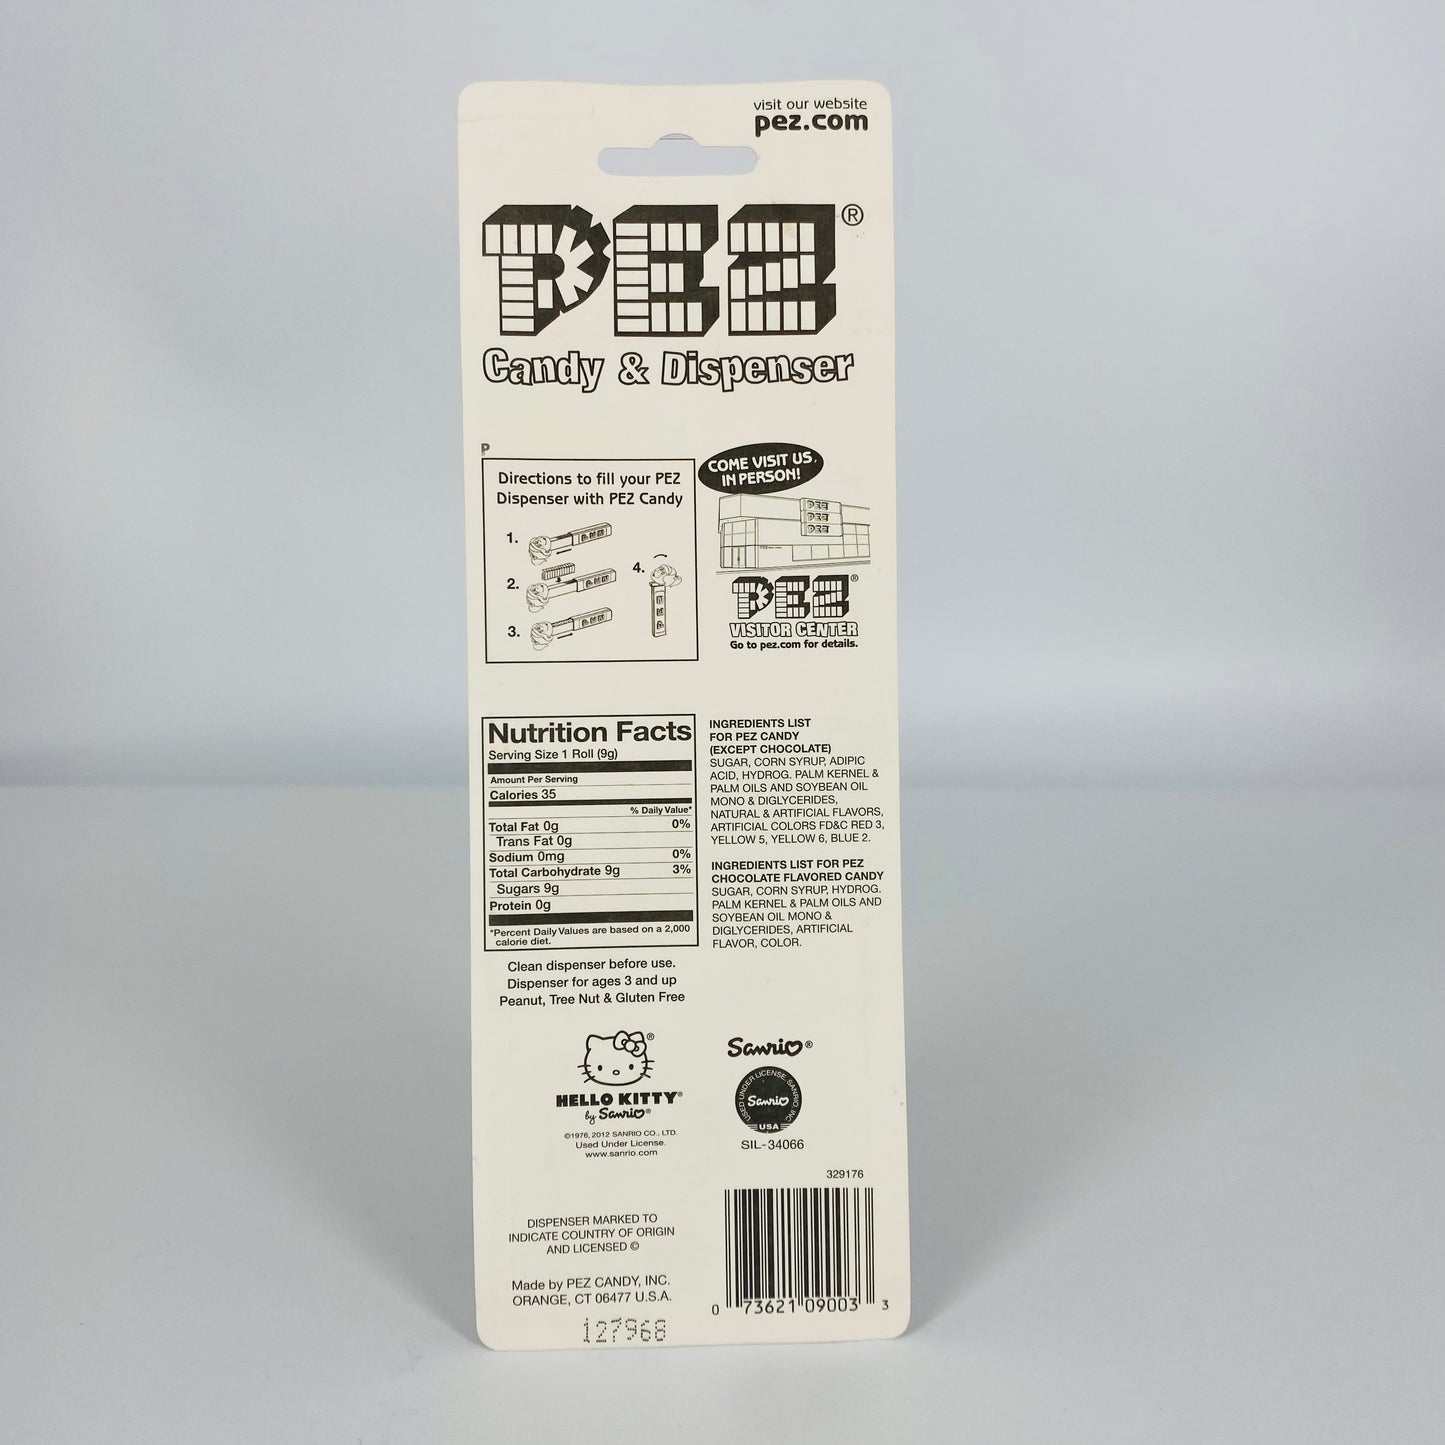 visit our website
pez.com
PEZ®
Candy & Dispenser
P
Directions to fill your PEZ
Dispenser with PEZ Candy
1.
2.
3.
4.
COME VISIT US,
IN PERSON!
PEZ
PEZ
PEZ
PEZ®
VISITOR CENTER
Go to pez.com for details.
Nutrition Facts
Serving Size 1 Roll (9g)
Amount Per Serving
Calories 35
% Daily Value*
Total Fat 0g 0%
Trans Fat 0g
Sodium 0mg 0%
Total Carbohydrate 9g 3%
Sugars 9g
Protein 0g
*Percent Daily Values are based on a 2,000
calorie diet.
Clean dispenser before use.
Dispenser for ages 3 and up
Peanut, Tree Nut & Gluten Free
INGREDIENTS LIST
FOR PEZ CANDY
(EXCEPT CHOCOLATE)
SUGAR, CORN SYRUP, ADIPIC
ACID, HYDROG. PALM KERNEL &
PALM OILS AND SOYBEAN OIL
MONO & DIGLYCERIDES,
NATURAL & ARTIFICIAL FLAVORS,
ARTIFICIAL COLORS FD&C RED 3,
YELLOW 5, YELLOW 6, BLUE 2.
INGREDIENTS LIST FOR PEZ
CHOCOLATE FLAVORED CANDY
SUGAR, CORN SYRUP, HYDROG.
PALM KERNEL & PALM OILS AND
SOYBEAN OIL MONO &
DIGLYCERIDES, ARTIFICIAL
FLAVOR, COLOR.
®
HELLO KITTY®
by Sanrio®
©1976, 2012 SANRIO CO., LTD.
Used Under License.
www.sanrio.com
Sanrio®
USED UNDER LICENSE, SANRIO, INC.
Sanrio
USA
SIL-34066
329176
DISPENSER MARKED TO
INDICATE COUNTRY OF ORIGIN
AND LICENSED ©
Made by PEZ CANDY, INC.
ORANGE, CT 06477 U.S.A.
127968
0 73621 09003 3